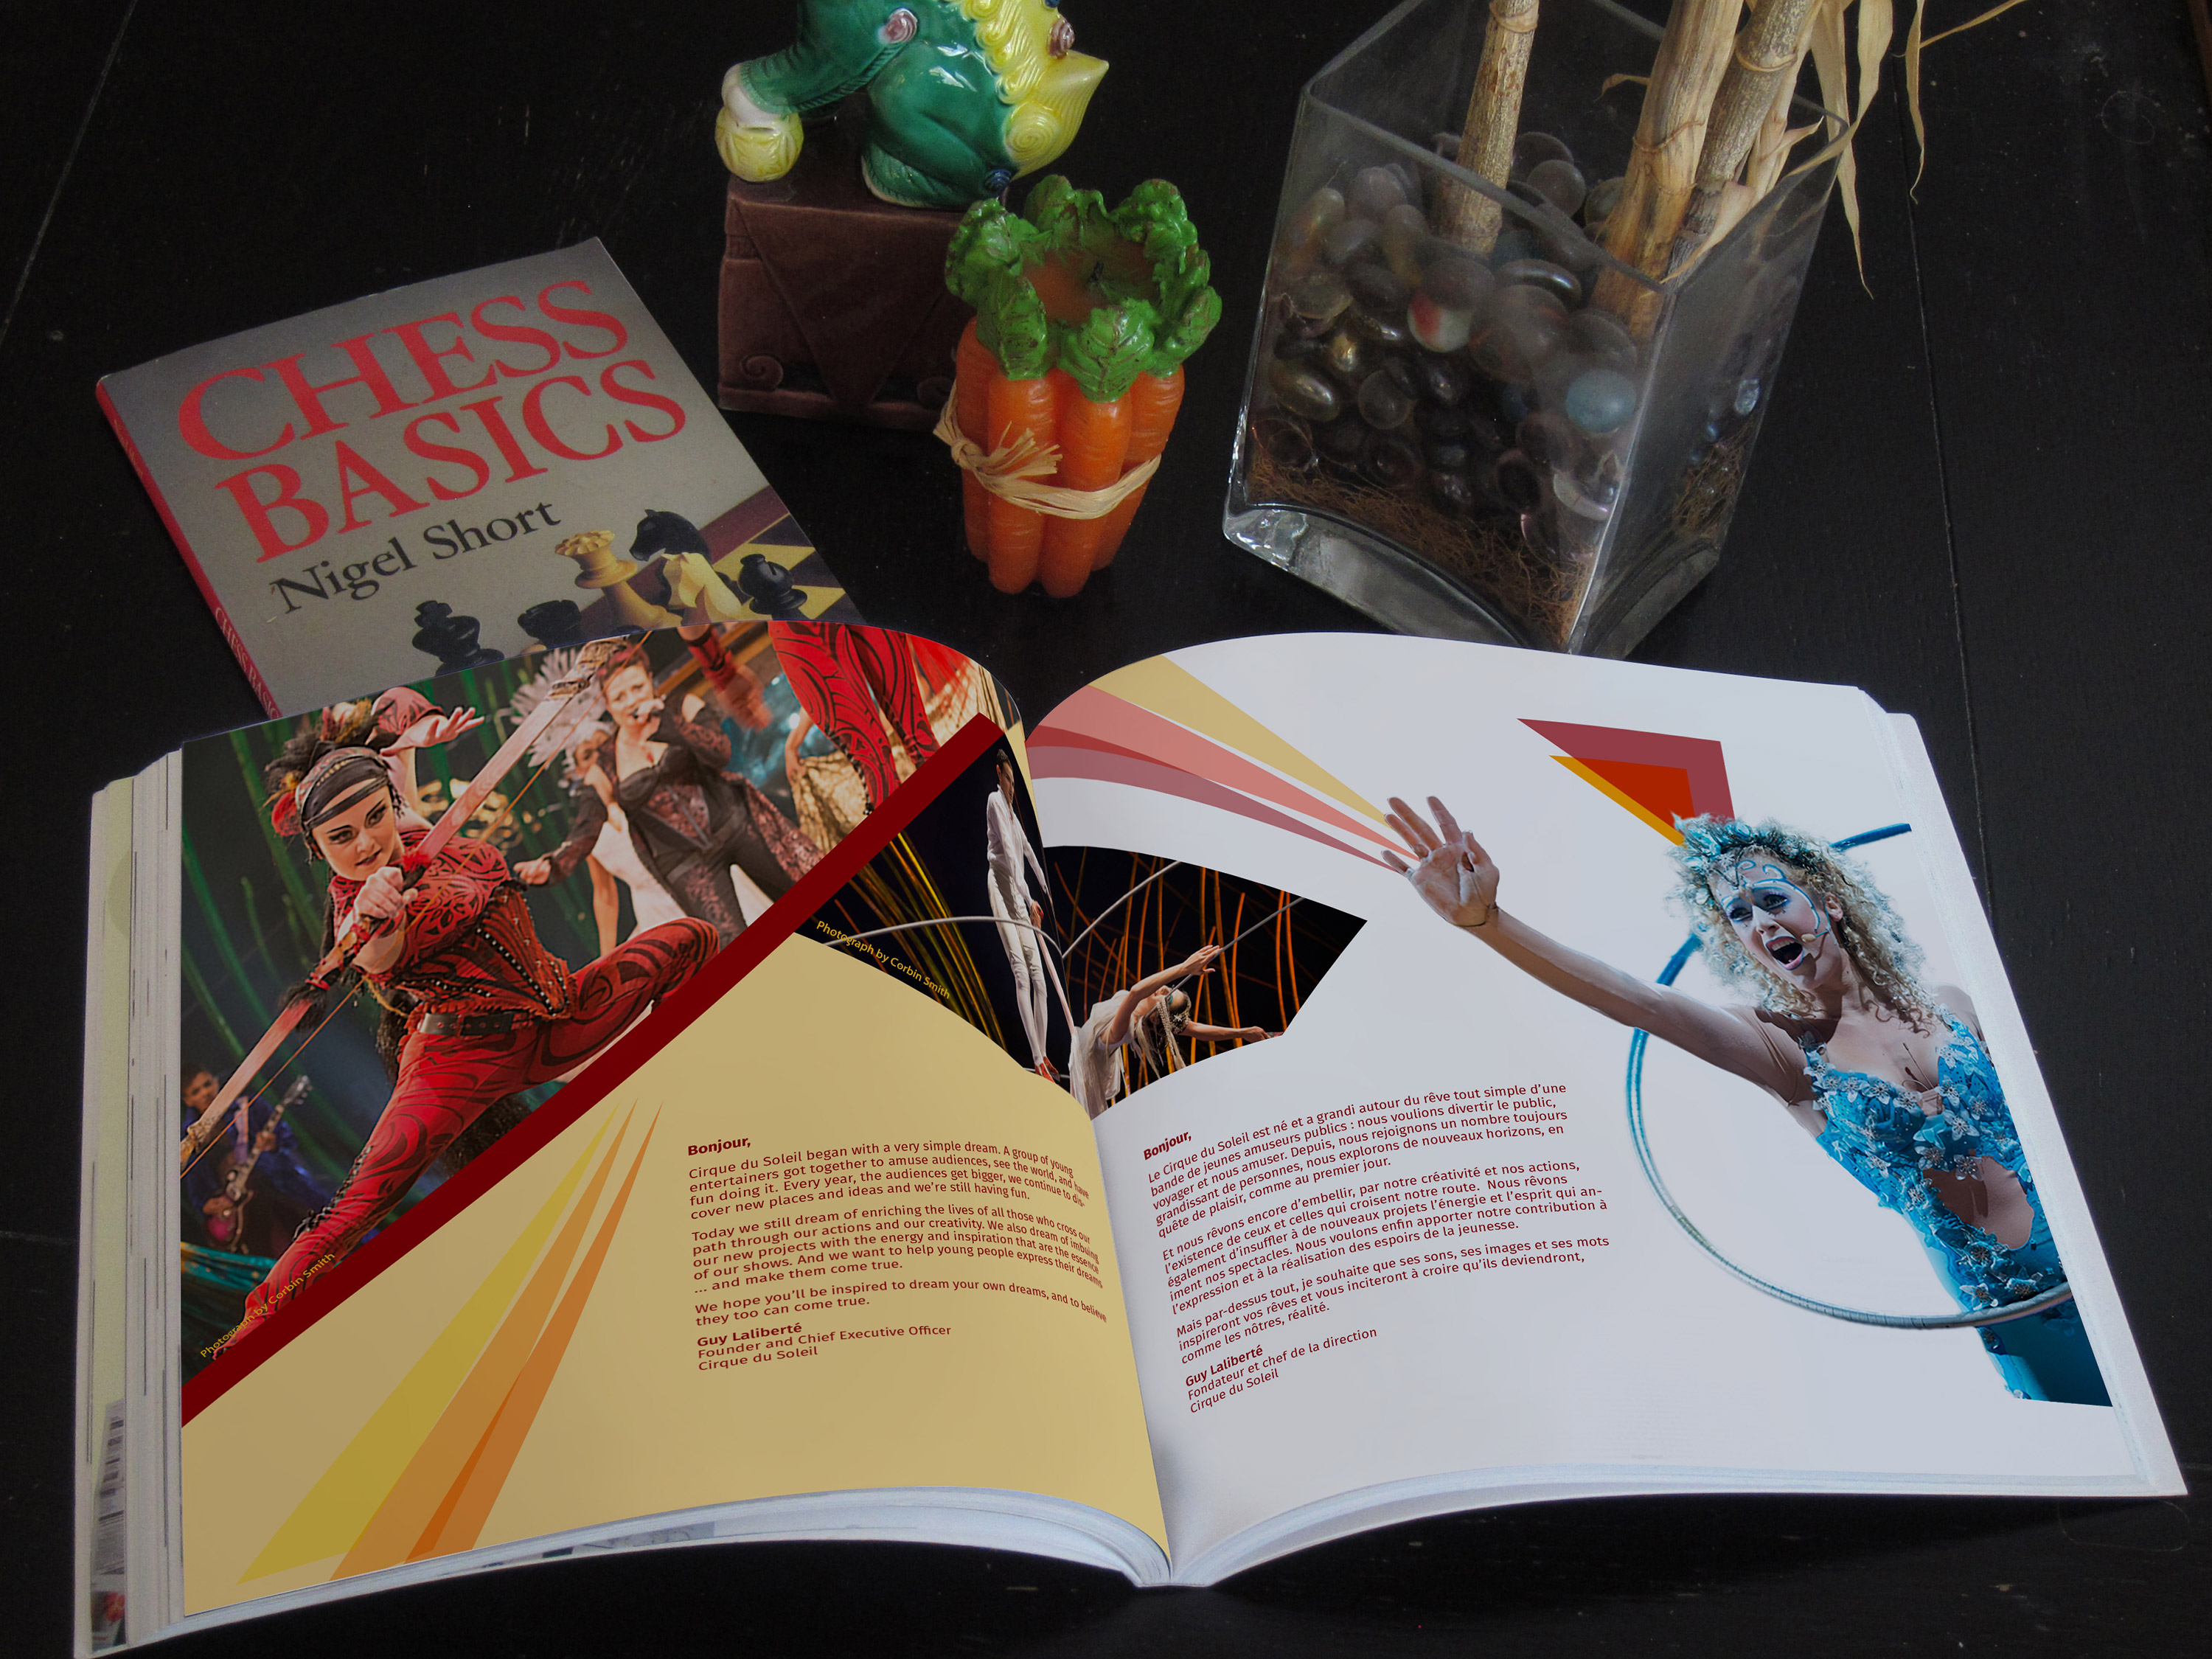 CHESS
BASICS
Nigel Short
CHESS BAS
Photograph by Corbin Smith
Photograph by Corbin Smith
Bonjour,
Cirque du Soleil began with a very simple dream. A group of young
entertainers got together to amuse audiences, see the world, and have
fun doing it. Every year, the audiences get bigger, we continue to dis-
cover new places and ideas and we're still having fun.
Today we still dream of enriching the lives of all those who cross our
path through our actions and our creativity. We also dream of imbuing
our new projects with the energy and inspiration that are the essence
of our shows. And we want to help young people express their dreams
... and make them come true.
We hope you'll be inspired to dream your own dreams, and to believe
they too can come true.
Guy Laliberté
Founder and Chief Executive Officer
Cirque du Soleil
Bonjour,
Le Cirque du Soleil est né et a grandi autour du rêve tout simple d'une
bande de jeunes amuseurs publics : nous voulions divertir le public,
voyager et nous amuser. Depuis, nous rejoignons un nombre toujours
grandissant de personnes, nous explorons de nouveaux horizons, en
quête de plaisir, comme au premier jour.
Et nous rêvons encore d'embellir, par notre créativité et nos actions,
l'existence de ceux et celles qui croisent notre route. Nous rêvons
également d'insuffler à de nouveaux projets l'énergie et l'esprit qui an-
iment nos spectacles. Nous voulons enfin apporter notre contribution à
l'expression et à la réalisation des espoirs de la jeunesse.
Mais par-dessus tout, je souhaite que ses sons, ses images et ses mots
inspireront vos rêves et vous inciteront à croire qu'ils deviendront,
comme les nôtres, réalité.
Guy Laliberté
Fondateur et chef de la direction
Cirque du Soleil